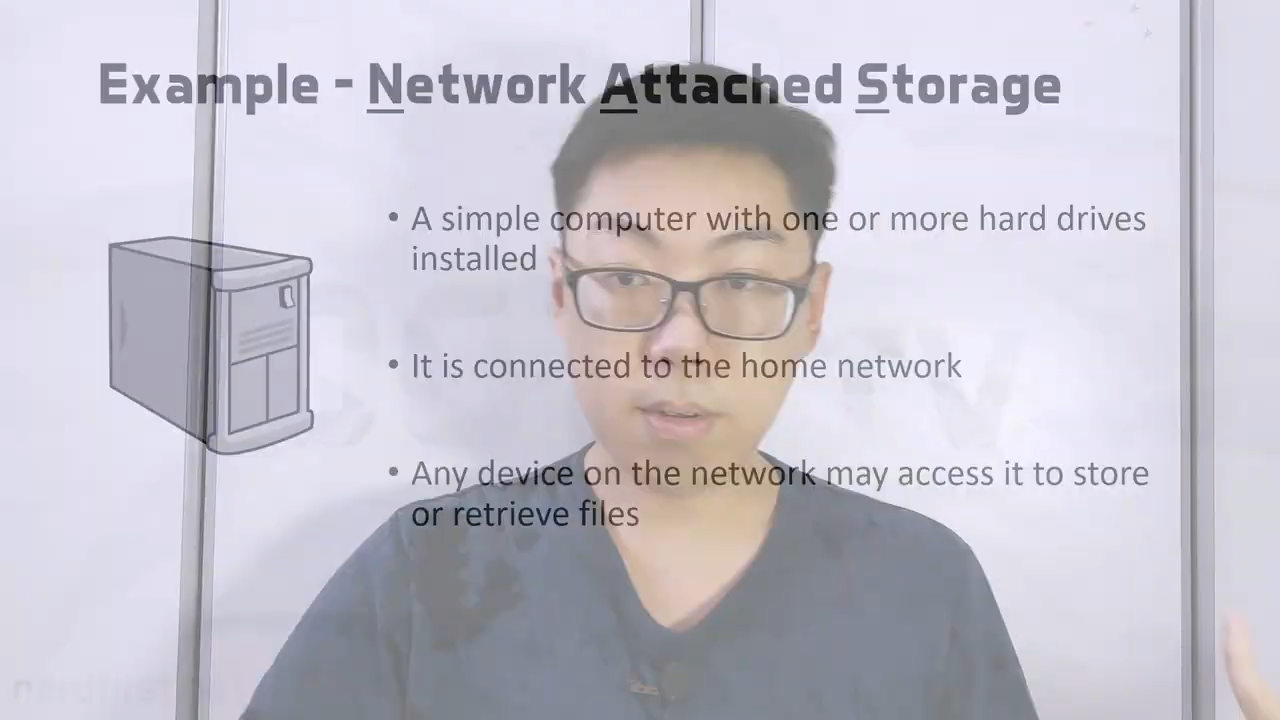 Example - Network Attached Storage
• A simple computer with one or more hard drives
installed
• It is connected to the home network
• Any device on the network may access it to store
or retrieve files